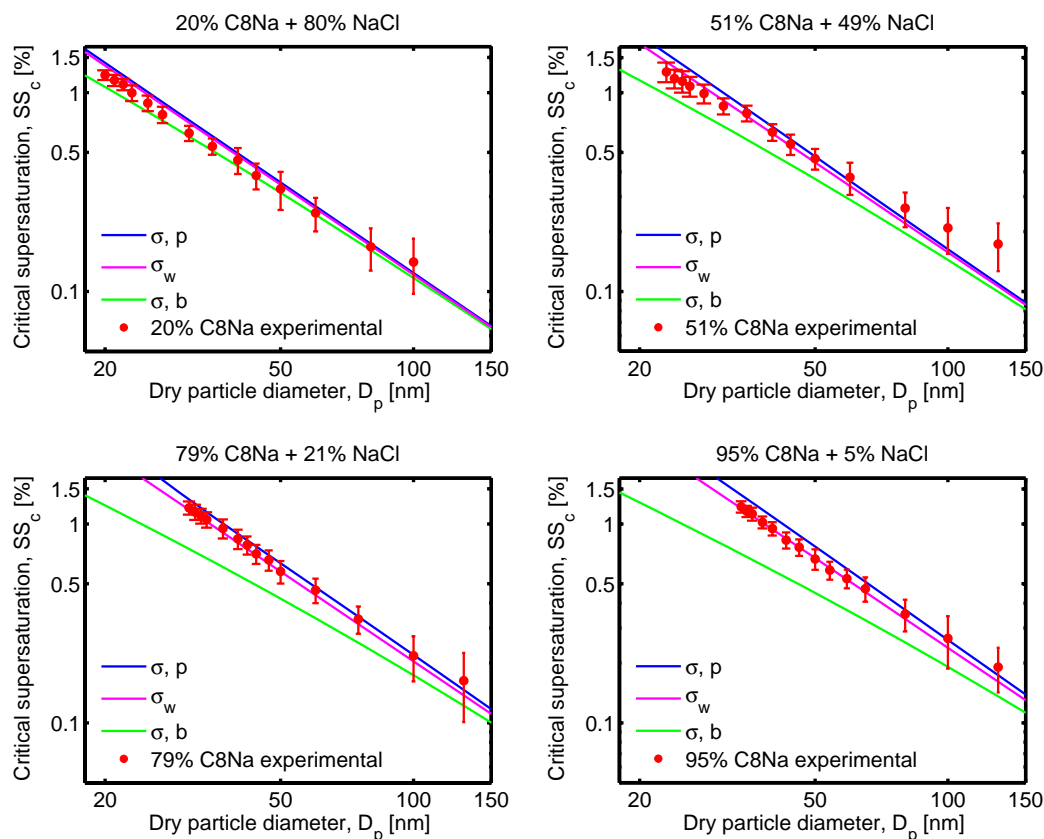 20% C8Na + 80% NaCl
Critical supersaturation, SS_c [%]
1.5
1
0.5
0.1
σ, p
σ_w
σ, b
20% C8Na experimental
20 50 100 150
Dry particle diameter, D_p [nm]
51% C8Na + 49% NaCl
Critical supersaturation, SS_c [%]
1.5
1
0.5
0.1
σ, p
σ_w
σ, b
51% C8Na experimental
20 50 100 150
Dry particle diameter, D_p [nm]
79% C8Na + 21% NaCl
Critical supersaturation, SS_c [%]
1.5
1
0.5
0.1
σ, p
σ_w
σ, b
79% C8Na experimental
20 50 100 150
Dry particle diameter, D_p [nm]
95% C8Na + 5% NaCl
Critical supersaturation, SS_c [%]
1.5
1
0.5
0.1
σ, p
σ_w
σ, b
95% C8Na experimental
20 50 100 150
Dry particle diameter, D_p [nm]